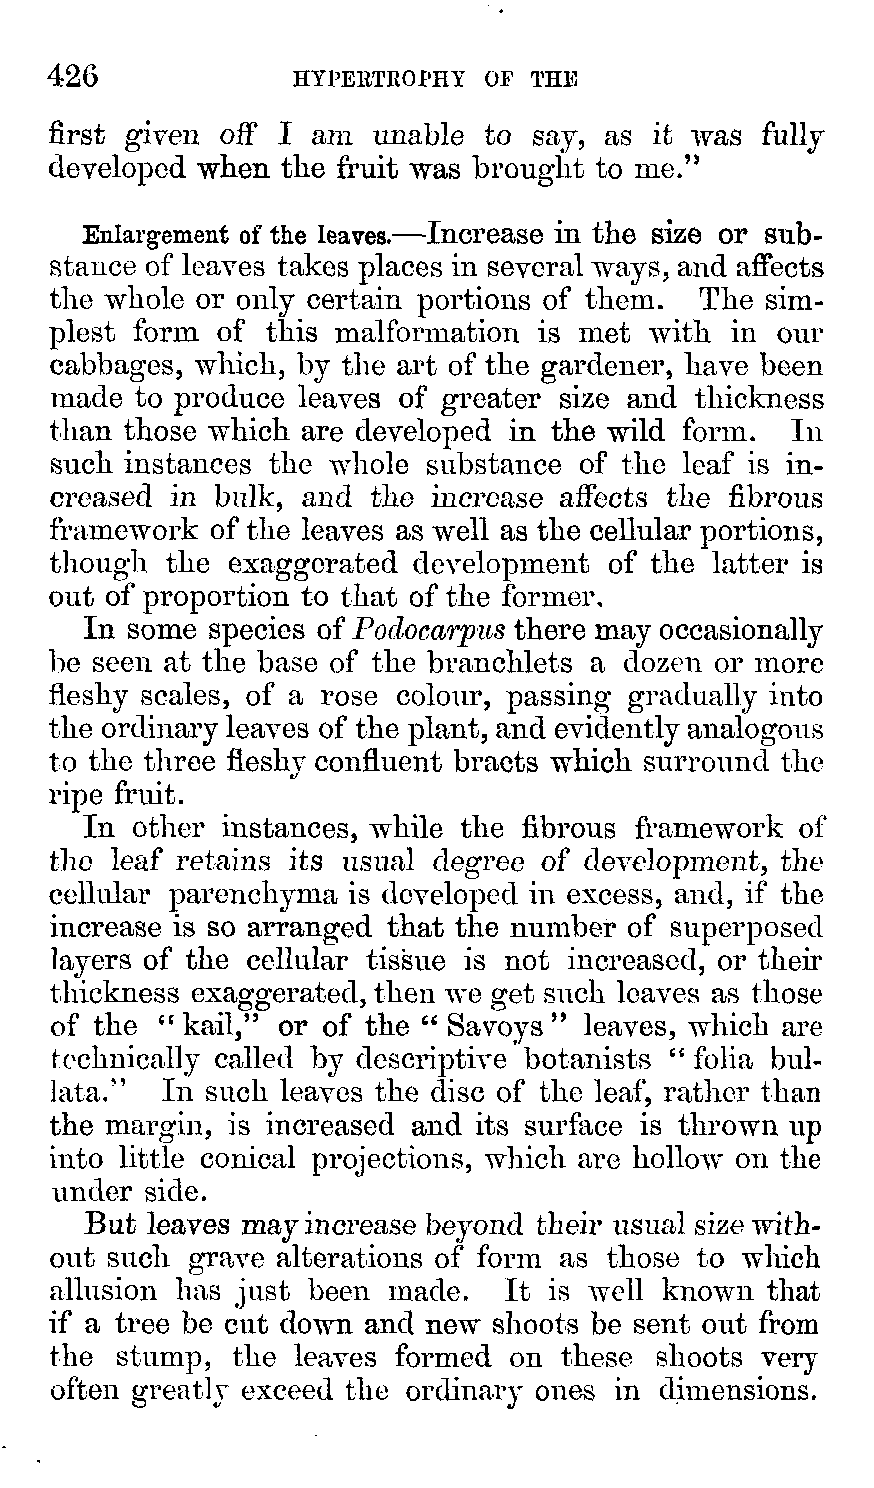 426 HYPERTROPHY OF THE
first given off I am unable to say, as it was fully
developed when the fruit was brought to me."
Enlargement of the leaves.—Increase in the size or sub-
stance of leaves takes places in several ways, and affects
the whole or only certain portions of them. The sim-
plest form of this malformation is met with in our
cabbages, which, by the art of the gardener, have been
made to produce leaves of greater size and thickness
than those which are developed in the wild form. In
such instances the whole substance of the leaf is in-
creased in bulk, and the increase affects the fibrous
framework of the leaves as well as the cellular portions,
though the exaggerated development of the latter is
out of proportion to that of the former.
In some species of Podocarpus there may occasionally
be seen at the base of the branchlets a dozen or more
fleshy scales, of a rose colour, passing gradually into
the ordinary leaves of the plant, and evidently analogous
to the three fleshy confluent bracts which surround the
ripe fruit.
In other instances, while the fibrous framework of
the leaf retains its usual degree of development, the
cellular parenchyma is developed in excess, and, if the
increase is so arranged that the number of superposed
layers of the cellular tissue is not increased, or their
thickness exaggerated, then we get such leaves as those
of the "kail," or of the "Savoys" leaves, which are
technically called by descriptive botanists "folia bul-
lata." In such leaves the disc of the leaf, rather than
the margin, is increased and its surface is thrown up
into little conical projections, which are hollow on the
under side.
But leaves may increase beyond their usual size with-
out such grave alterations of form as those to which
allusion has just been made. It is well known that
if a tree be cut down and new shoots be sent out from
the stump, the leaves formed on these shoots very
often greatly exceed the ordinary ones in dimensions.